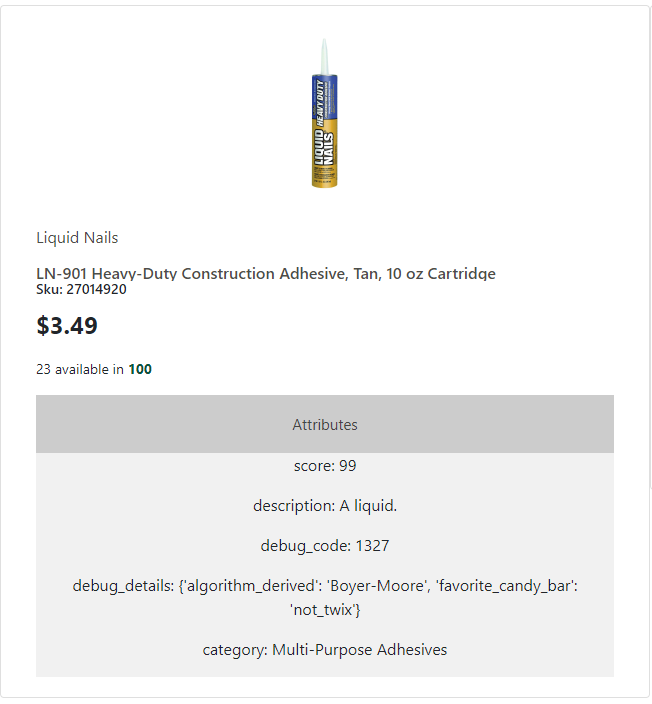 HEAVY DUTY
LIQUID NAILS
Liquid Nails
LN-901 Heavy-Duty Construction Adhesive, Tan, 10 oz Cartridge
Sku: 27014920
$3.49
23 available in 100
Attributes
score: 99
description: A liquid.
debug_code: 1327
debug_details: {'algorithm_derived': 'Boyer-Moore', 'favorite_candy_bar':
'not_twix'}
category: Multi-Purpose Adhesives